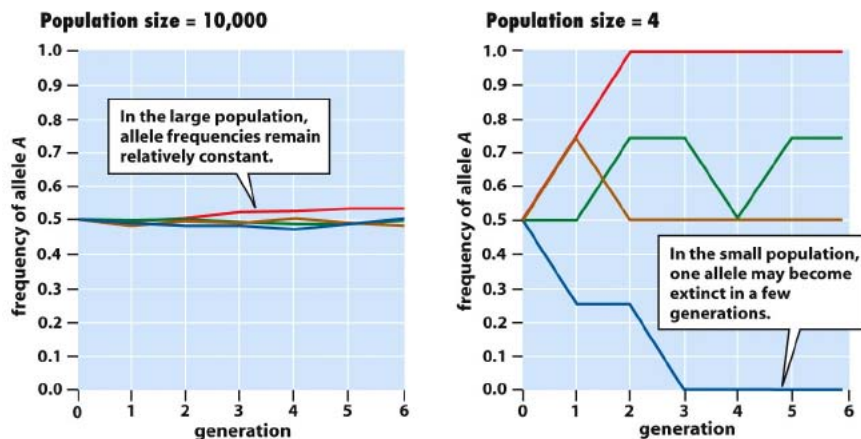 Population size = 10,000
1.0
0.9
0.8
0.7
0.6
0.5
0.4
0.3
0.2
0.1
0.0
frequency of allele A
In the large population,
allele frequencies remain
relatively constant.
0 1 2 3 4 5 6
generation
Population size = 4
1.0
0.9
0.8
0.7
0.6
0.5
0.4
0.3
0.2
0.1
0.0
frequency of allele A
In the small population,
one allele may become
extinct in a few
generations.
0 1 2 3 4 5 6
generation